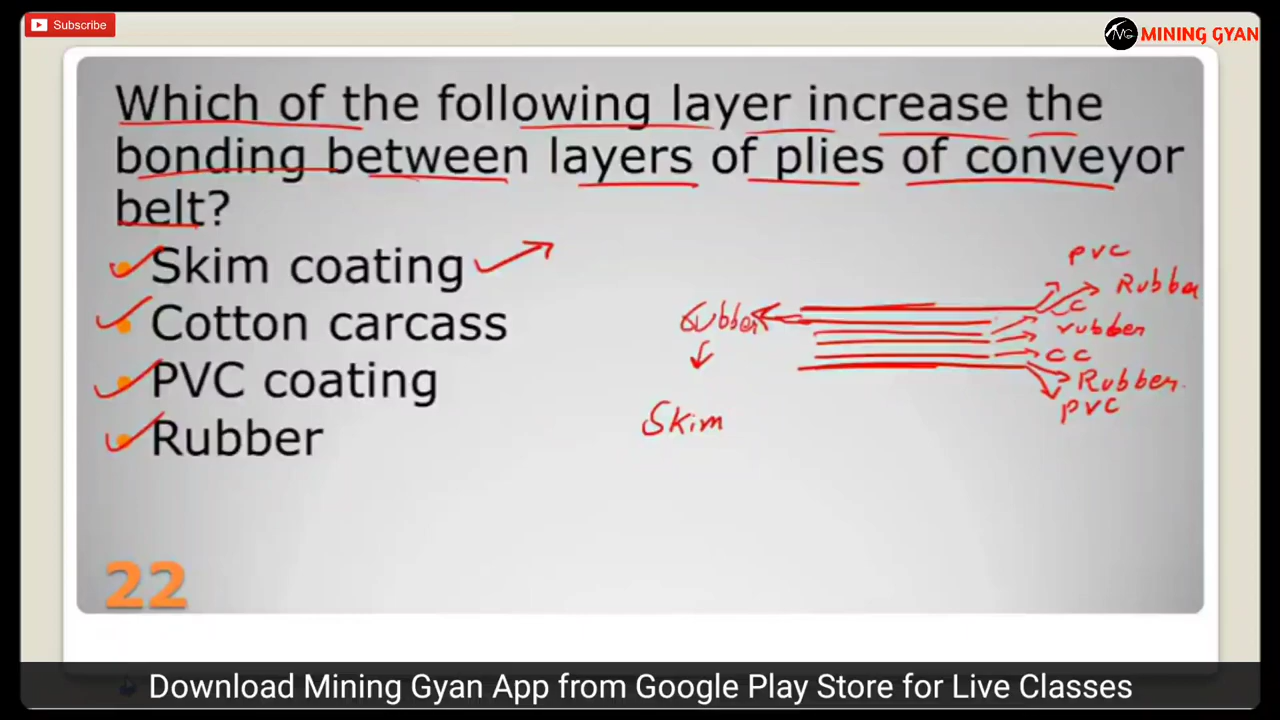 Subscribe
MINING GYAN
Which of the following layer increase the
bonding between layers of plies of conveyor
belt?
Skim coating
Cotton carcass
PVC coating
Rubber
PVC
Rubber
rubber
rubber
CC
Rubber
PVC
Skim
22
Download Mining Gyan App from Google Play Store for Live Classes